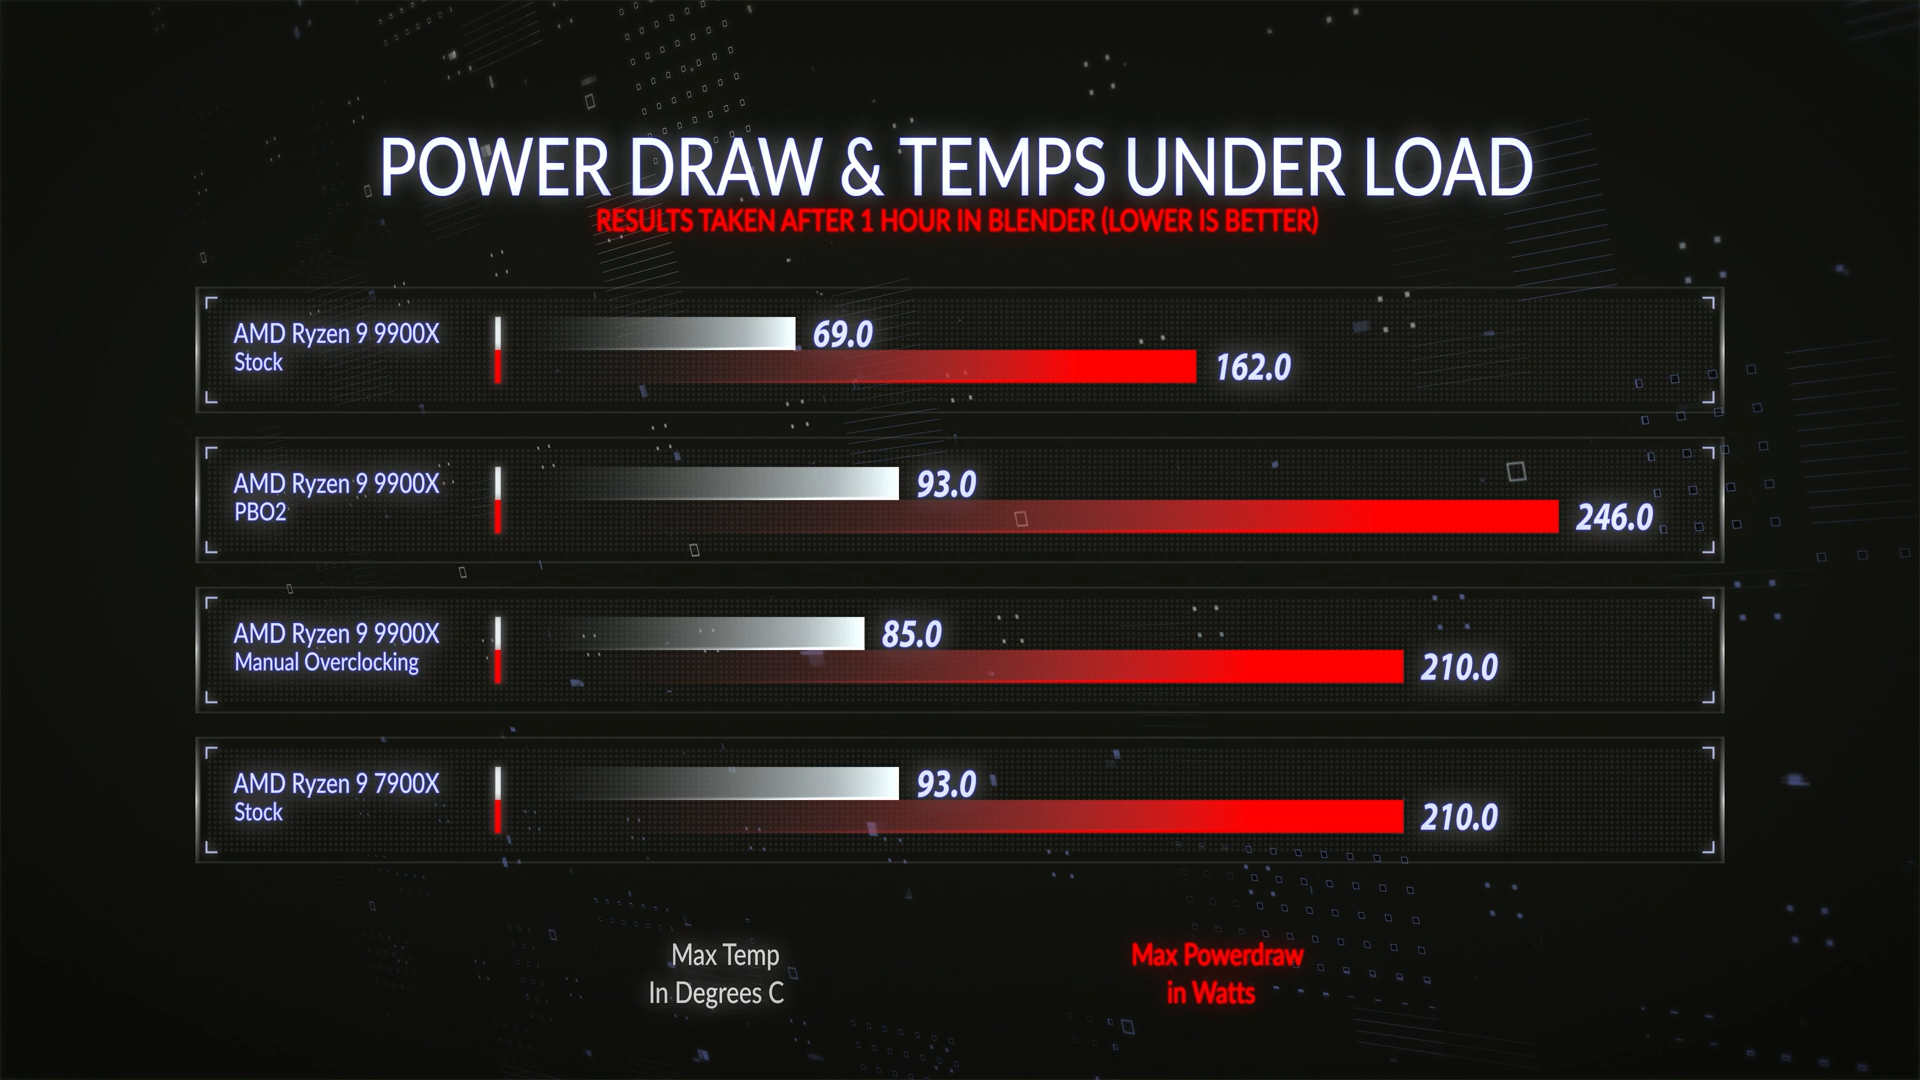 POWER DRAW & TEMPS UNDER LOAD
RESULTS TAKEN AFTER 1 HOUR IN BLENDER (LOWER IS BETTER)
AMD Ryzen 9 9900X
Stock
69.0
162.0
AMD Ryzen 9 9900X
PBO2
93.0
246.0
AMD Ryzen 9 9900X
Manual Overclocking
85.0
210.0
AMD Ryzen 9 7900X
Stock
93.0
210.0
Max Temp
In Degrees C
Max Powerdraw
in Watts